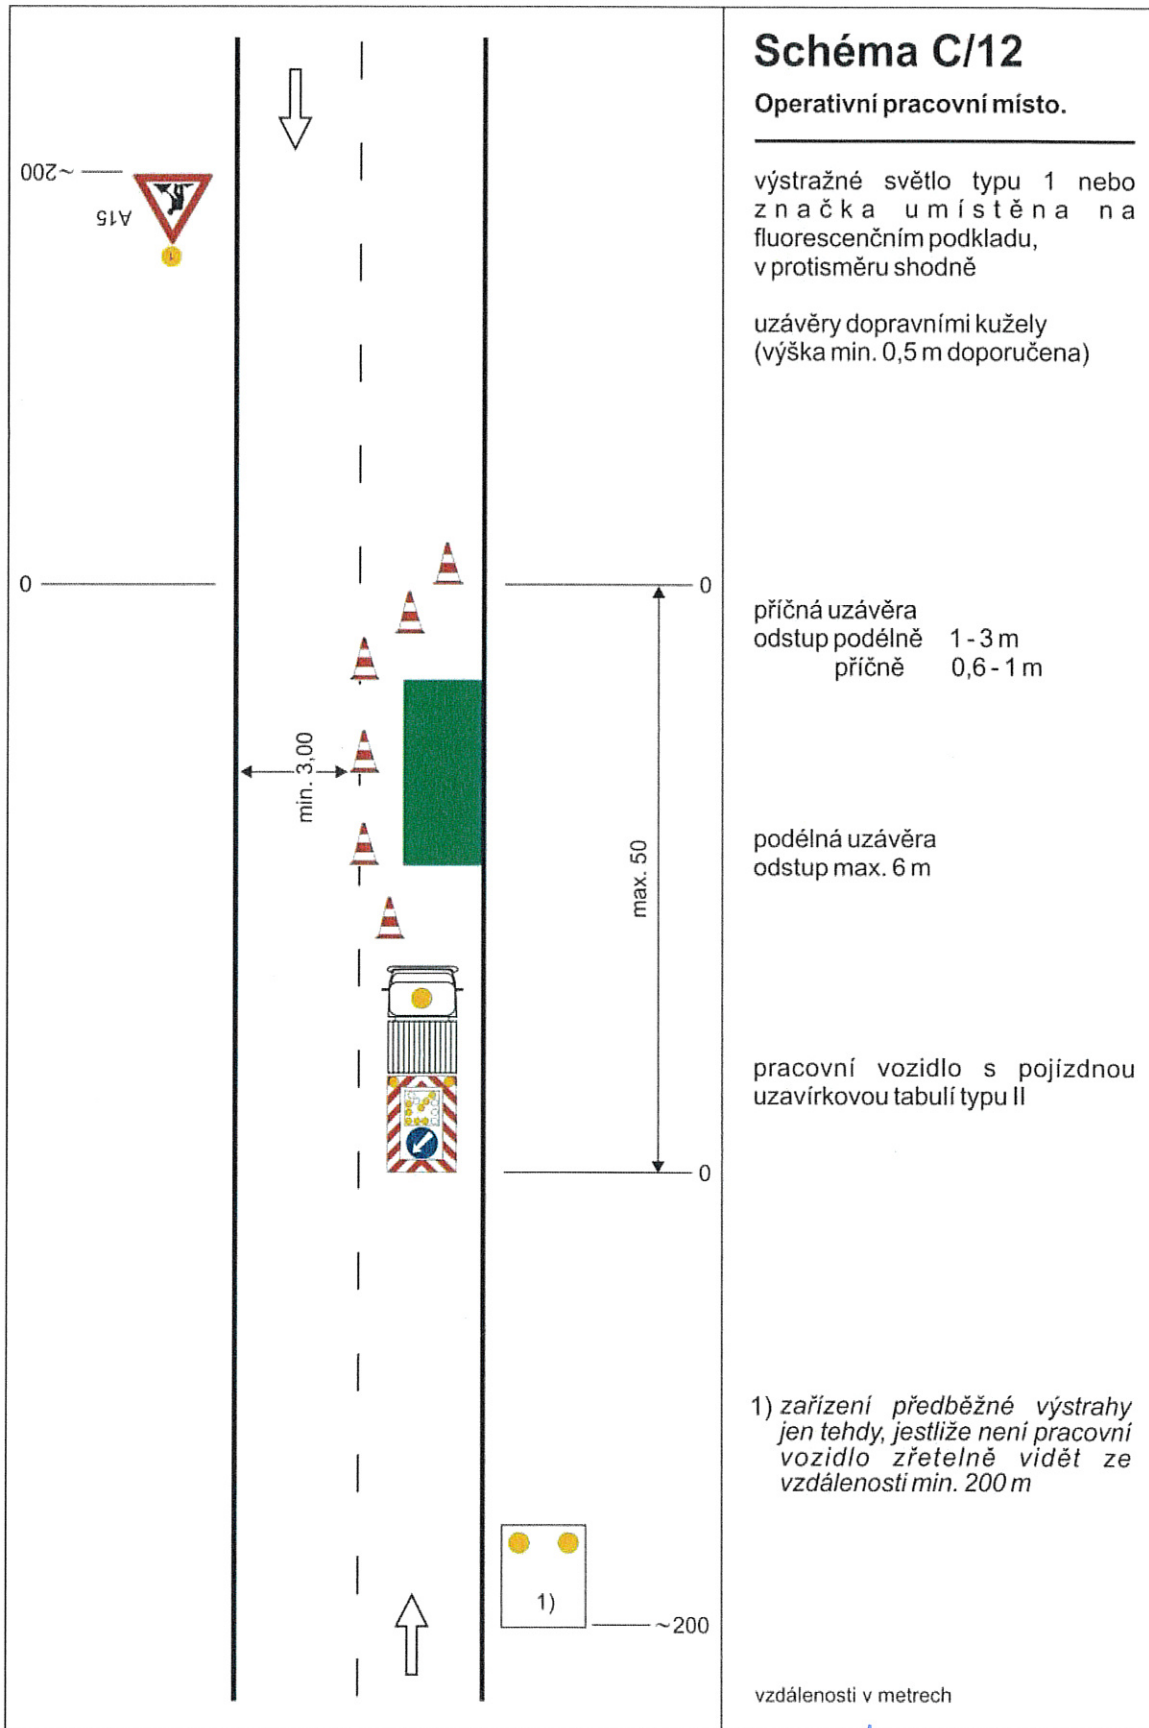 Schéma C/12
Operativní pracovní místo.
výstražné světlo typu 1 nebo
značka umístěna na
fluorescenčním podkladu,
v protisměru shodně
uzávěry dopravními kužely
(výška min. 0,5 m doporučena)
~200
A15
1
0
0
příčná uzávěra
odstup podélně 1 - 3 m
příčně 0,6 - 1 m
min. 3,00
max. 50
podélná uzávěra
odstup max. 6 m
pracovní vozidlo s pojízdnou
uzavírkovou tabulí typu II
0
1) zařízení předběžné výstrahy
jen tehdy, jestliže není pracovní
vozidlo zřetelně vidět ze
vzdálenosti min. 200 m
1)
~200
vzdálenosti v metrech